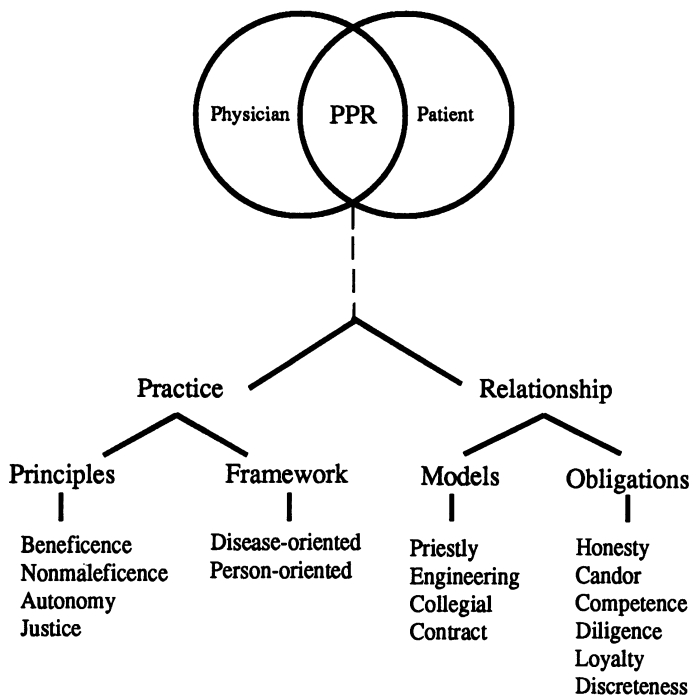 Physician PPR Patient
Practice Relationship
Principles Framework Models Obligations
Beneficence
Nonmaleficence
Autonomy
Justice
Disease-oriented
Person-oriented
Priestly
Engineering
Collegial
Contract
Honesty
Candor
Competence
Diligence
Loyalty
Discreteness